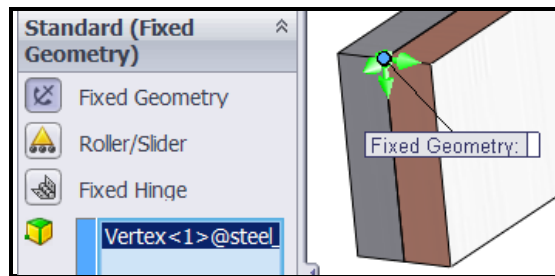 Standard (Fixed
Geometry)
Fixed Geometry
Roller/Slider
Fixed Hinge
Vertex<1>@steel_
Fixed Geometry: